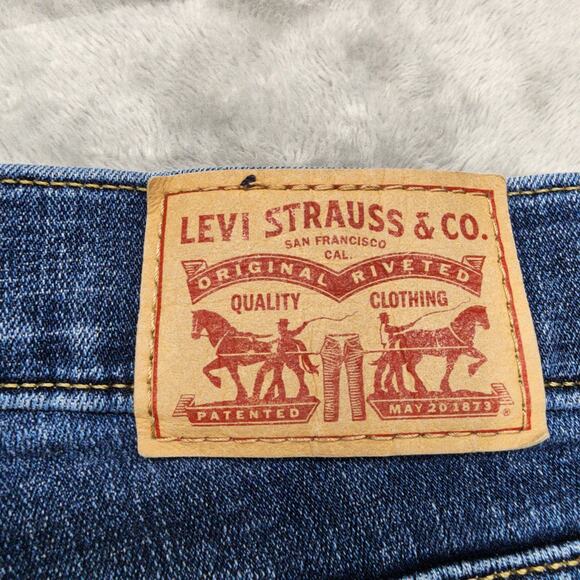 LEVI STRAUSS & CO.
SAN FRANCISCO
CAL.
ORIGINAL RIVETED
QUALITY CLOTHING
PATENTED MAY 20 1873 ®